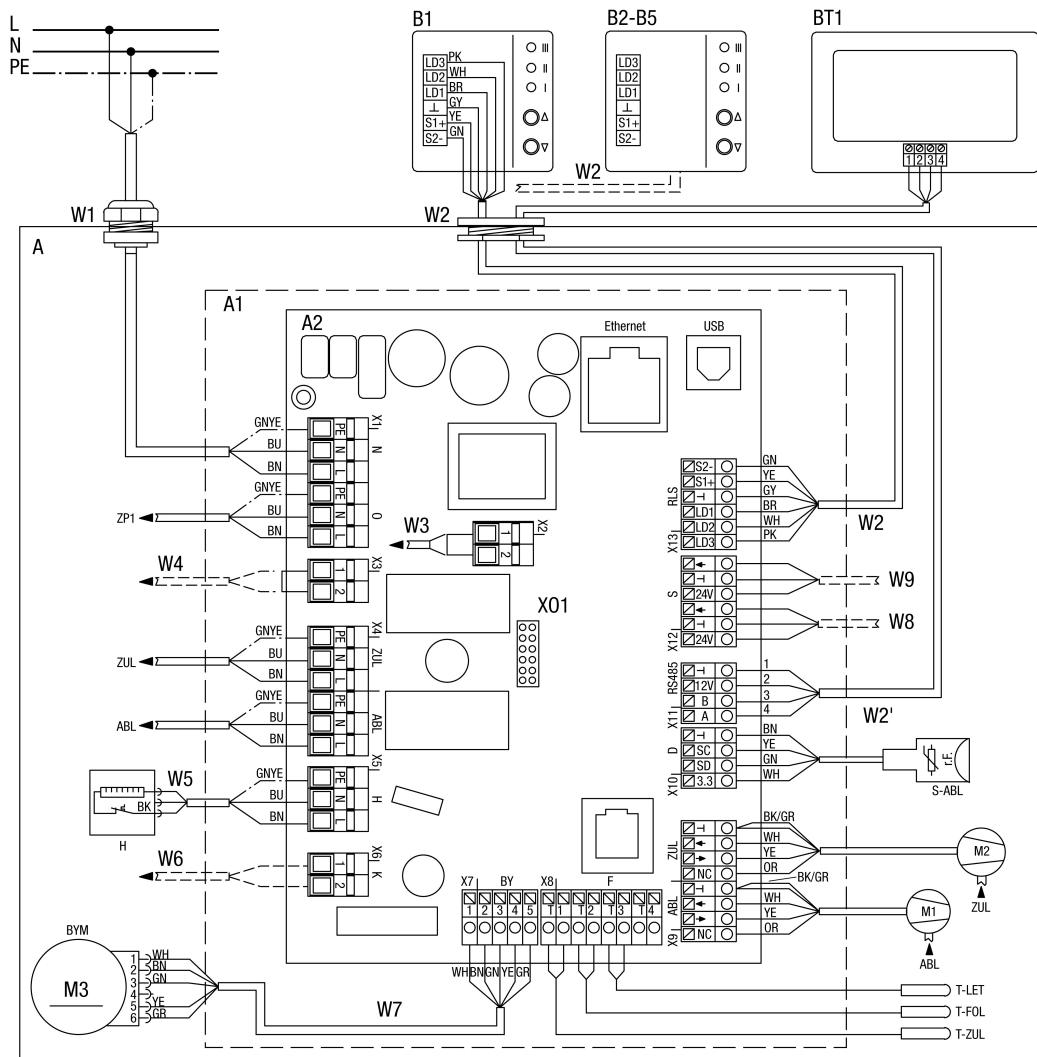 L
N
PE
B1
B2-B5
BT1
LD3
LD2
LD1
⊥
S1+
S2-
PK
WH
BR
GY
YE
GN
III
II
I
Δ
∇
LD3
LD2
LD1
⊥
S1+
S2-
III
II
I
Δ
∇
W2
1 2 3 4
W1
W2
A
A1
A2
Ethernet
USB
GNYE
BU
BN
PE
N
L
X1
N
GNYE
BU
BN
ZP1
PE
N
L
O
W3
1
2
X2
W4
1
2
X3
X01
GNYE
BU
BN
ZUL
PE
N
L
X4
ZUL
GNYE
BU
BN
ABL
PE
N
L
ABL
W5
BK
H
GNYE
BU
BN
PE
N
L
X5
H
W6
1
2
X6
K
S2-
S1+
⊥
LD1
LD2
LD3
RLS
X13
GN
YE
GY
BR
WH
PK
W2
⊥
24V
⊥
24V
S
X12
W9
W8
⊥
12V
B
A
RS485
X11
1
2
3
4
W2'
⊥
SC
SD
3.3
D
X10
BN
YE
GN
WH
r.F.
S-ABL
⊥
NC
ZUL
BK/GR
WH
YE
OR
M2
ZUL
⊥
NC
ABL
X9
BK/GR
WH
YE
OR
M1
ABL
X7 BY X8 F
1 2 3 4 5 T 1 T 2 T 3 T 4
WH BN GN YE GR
BYM
M3
1
2
3
4
5
6
WH
BN
GN
YE
GR
W7
T-LET
T-FOL
T-ZUL